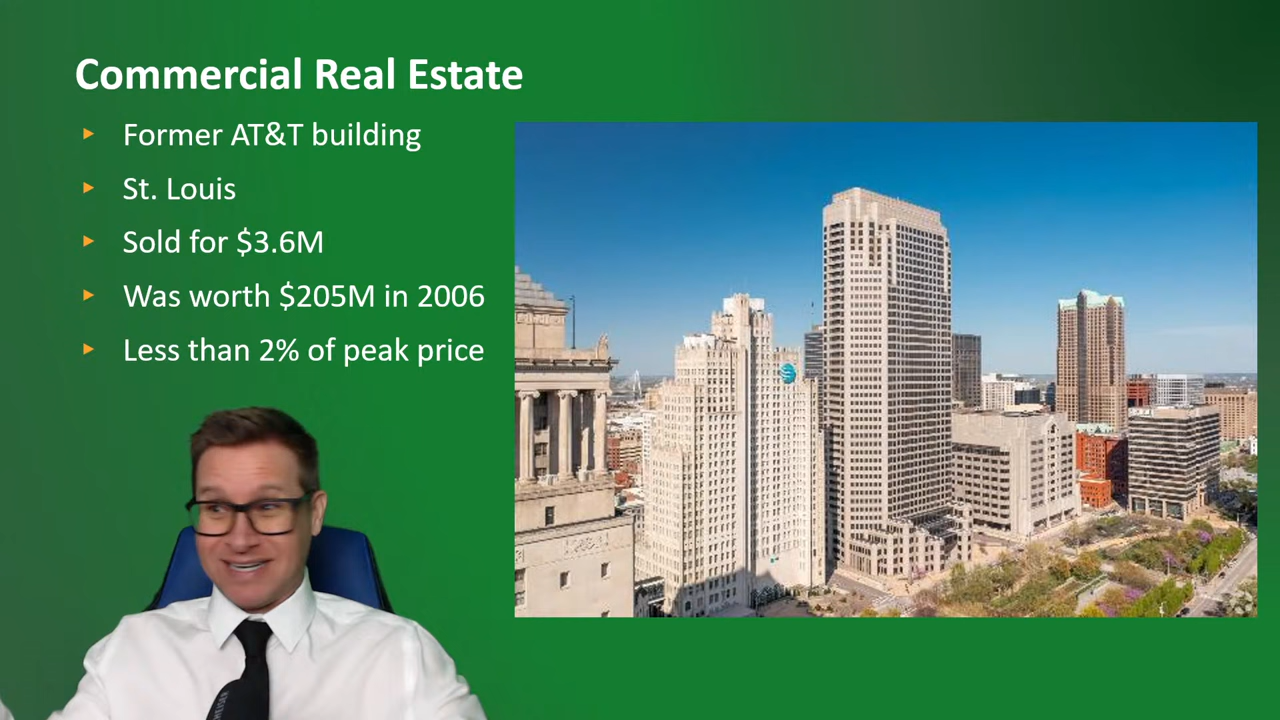 Commercial Real Estate
Former AT&T building
St. Louis
Sold for $3.6M
Was worth $205M in 2006
Less than 2% of peak price